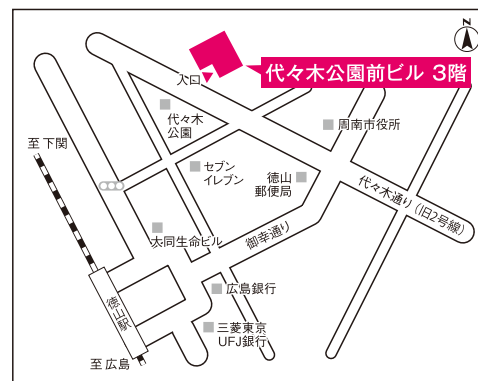 N
代々木公園前ビル 3階
入口
代々木
公園
周南市役所
至 下関
セブン
イレブン
徳山
郵便局
代々木通り（旧2号線）
大同生命ビル
御幸通り
徳山駅
広島銀行
三菱東京
UFJ銀行
至 広島